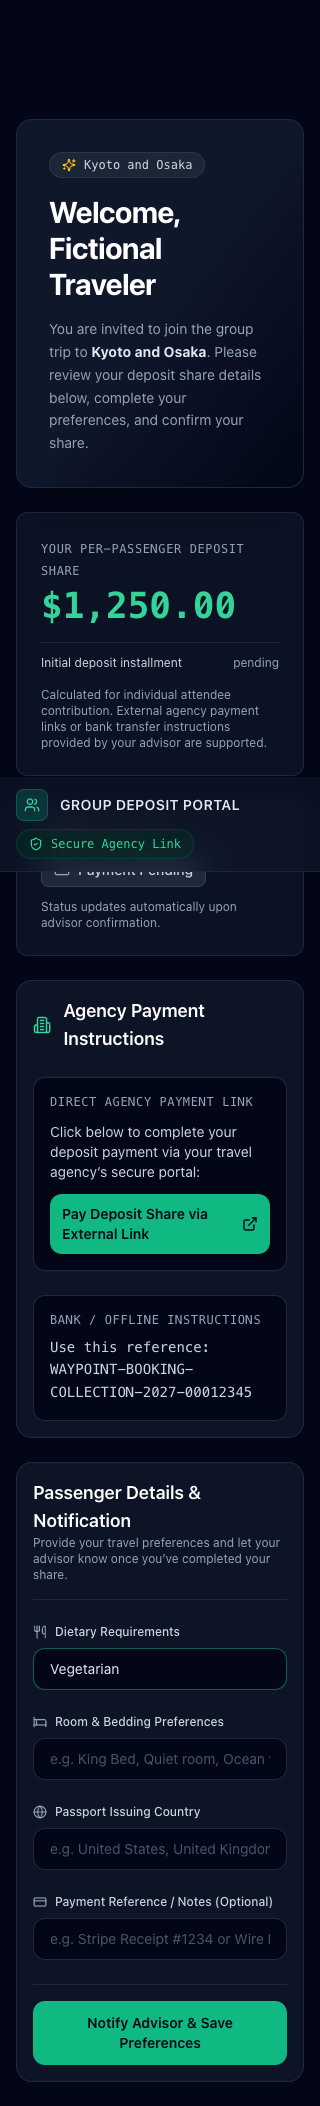 Kyoto and Osaka
Welcome,
Fictional
Traveler
You are invited to join the group
trip to Kyoto and Osaka. Please
review your deposit share details
below, complete your
preferences, and confirm your
share.
YOUR PER-PASSENGER DEPOSIT
SHARE
$1,250.00
Initial deposit installment pending
Calculated for individual attendee
contribution. External agency payment
links or bank transfer instructions
provided by your advisor are supported.
GROUP DEPOSIT PORTAL
Secure Agency Link
Payment Pending
Status updates automatically upon
advisor confirmation.
Agency Payment
Instructions
DIRECT AGENCY PAYMENT LINK
Click below to complete your
deposit payment via your travel
agency’s secure portal:
Pay Deposit Share via
External Link
BANK / OFFLINE INSTRUCTIONS
Use this reference:
WAYPOINT-BOOKING-
COLLECTION-2027-00012345
Passenger Details &
Notification
Provide your travel preferences and let your
advisor know once you’ve completed your
share.
Dietary Requirements
Vegetarian
Room & Bedding Preferences
e.g. King Bed, Quiet room, Ocean
Passport Issuing Country
e.g. United States, United Kingdor
Payment Reference / Notes (Optional)
e.g. Stripe Receipt #1234 or Wire
Notify Advisor & Save
Preferences